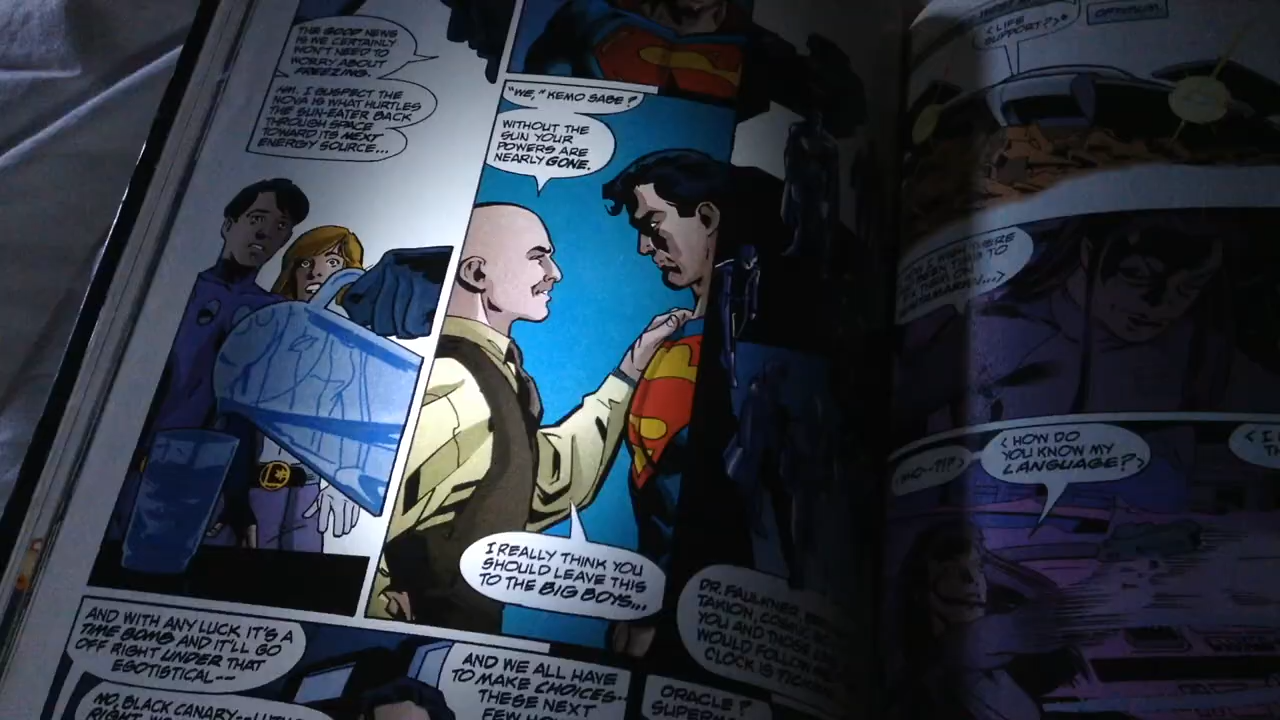 THE GOOD NEWS
IS WE CERTAINLY
WON'T NEED TO
WORRY ABOUT
FREEZING.
HM. I SUSPECT THE
NOVA IS WHAT HURTLES
THE SUN-EATER BACK
THROUGH SPACE
TOWARD ITS NEXT
ENERGY SOURCE...
"WE," KEMO SABE?
WITHOUT THE
SUN YOUR
POWERS ARE
NEARLY GONE.
I REALLY THINK YOU
SHOULD LEAVE THIS
TO THE BIG BOYS...
AND WITH ANY LUCK IT'S A
TIME BOMB AND IT'LL GO
OFF RIGHT UNDER THAT
EGOTISTICAL--
NO, BLACK CANARY--
RIGHT.
AND WE ALL HAVE
TO MAKE CHOICES--
THESE NEXT
FEW
DR. FAULKNER,
TAKION,
YOU AND THOSE
WOULD FOLLOW
CLOCK IS
ORACLE?
<LIFE
SUPPORT?>*
THERE
TO
ON
<HOW DO
YOU KNOW MY
LANGUAGE?>
<I